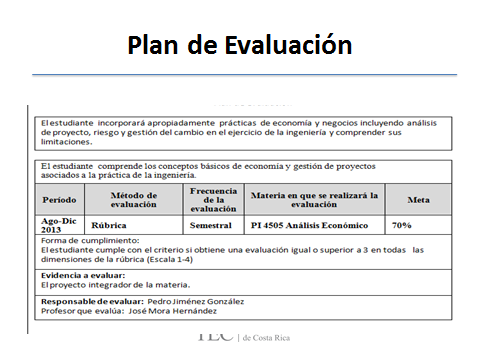 Plan de Evaluación
El estudiante incorporará apropiadamente prácticas de economía y negocios incluyendo análisis
de proyecto, riesgo y gestión del cambio en el ejercicio de la ingeniería y comprender sus
limitaciones.
El estudiante comprende los conceptos básicos de economía y gestión de proyectos
asociados a la práctica de la ingeniería.
Período Método de evaluación Frecuencia de la evaluación Materia en que se realizará la evaluación Meta
Ago-Dic 2013 Rúbrica Semestral PI 4505 Análisis Económico 70%
Forma de cumplimiento:
El estudiante cumple con el criterio si obtiene una evaluación igual o superior a 3 en todas las
dimensiones de la rúbrica (Escala 1-4)
Evidencia a evaluar:
El proyecto integrador de la materia.
Responsable de evaluar: Pedro Jiménez González
Profesor que evalúa: José Mora Hernández
TEC | de Costa Rica